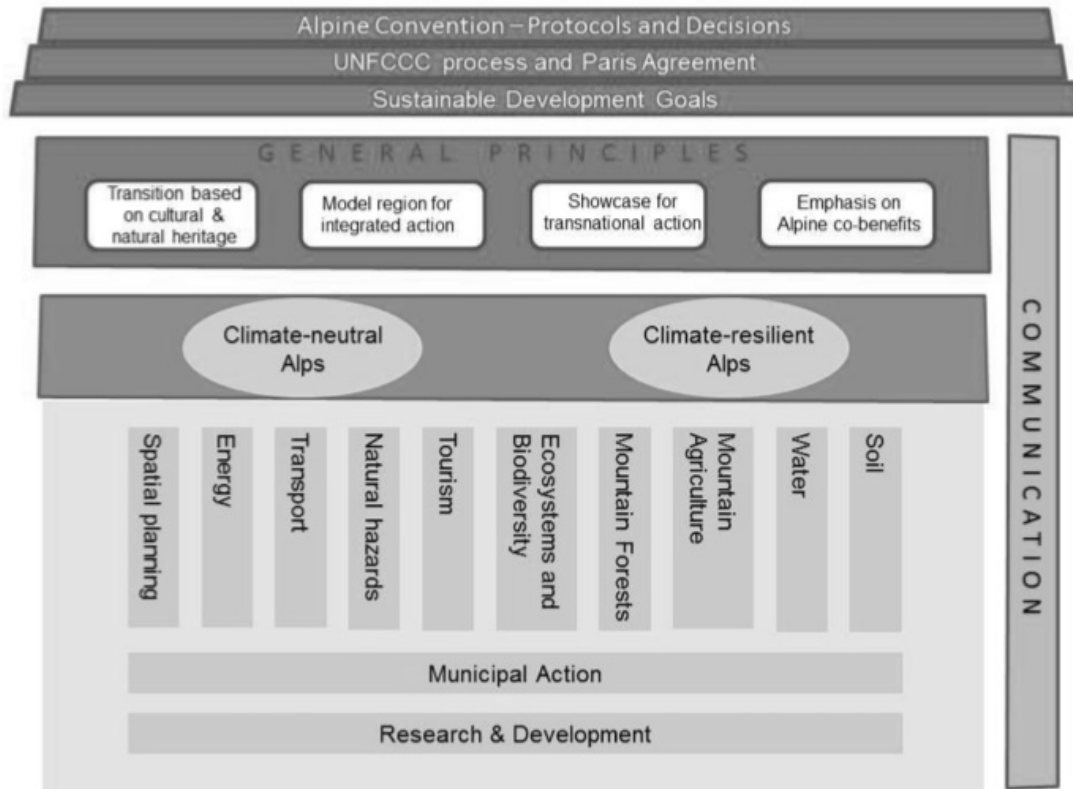 Alpine Convention – Protocols and Decisions
UNFCCC process and Paris Agreement
Sustainable Development Goals
GENERAL PRINCIPLES
Transition based
on cultural &
natural heritage
Model region for
integrated action
Showcase for
transnational action
Emphasis on
Alpine co-benefits
Climate-neutral
Alps
Climate-resilient
Alps
Spatial planning
Energy
Transport
Natural hazards
Tourism
Ecosystems and
Biodiversity
Mountain Forests
Mountain
Agriculture
Water
Soil
Municipal Action
Research & Development
COMMUNICATION